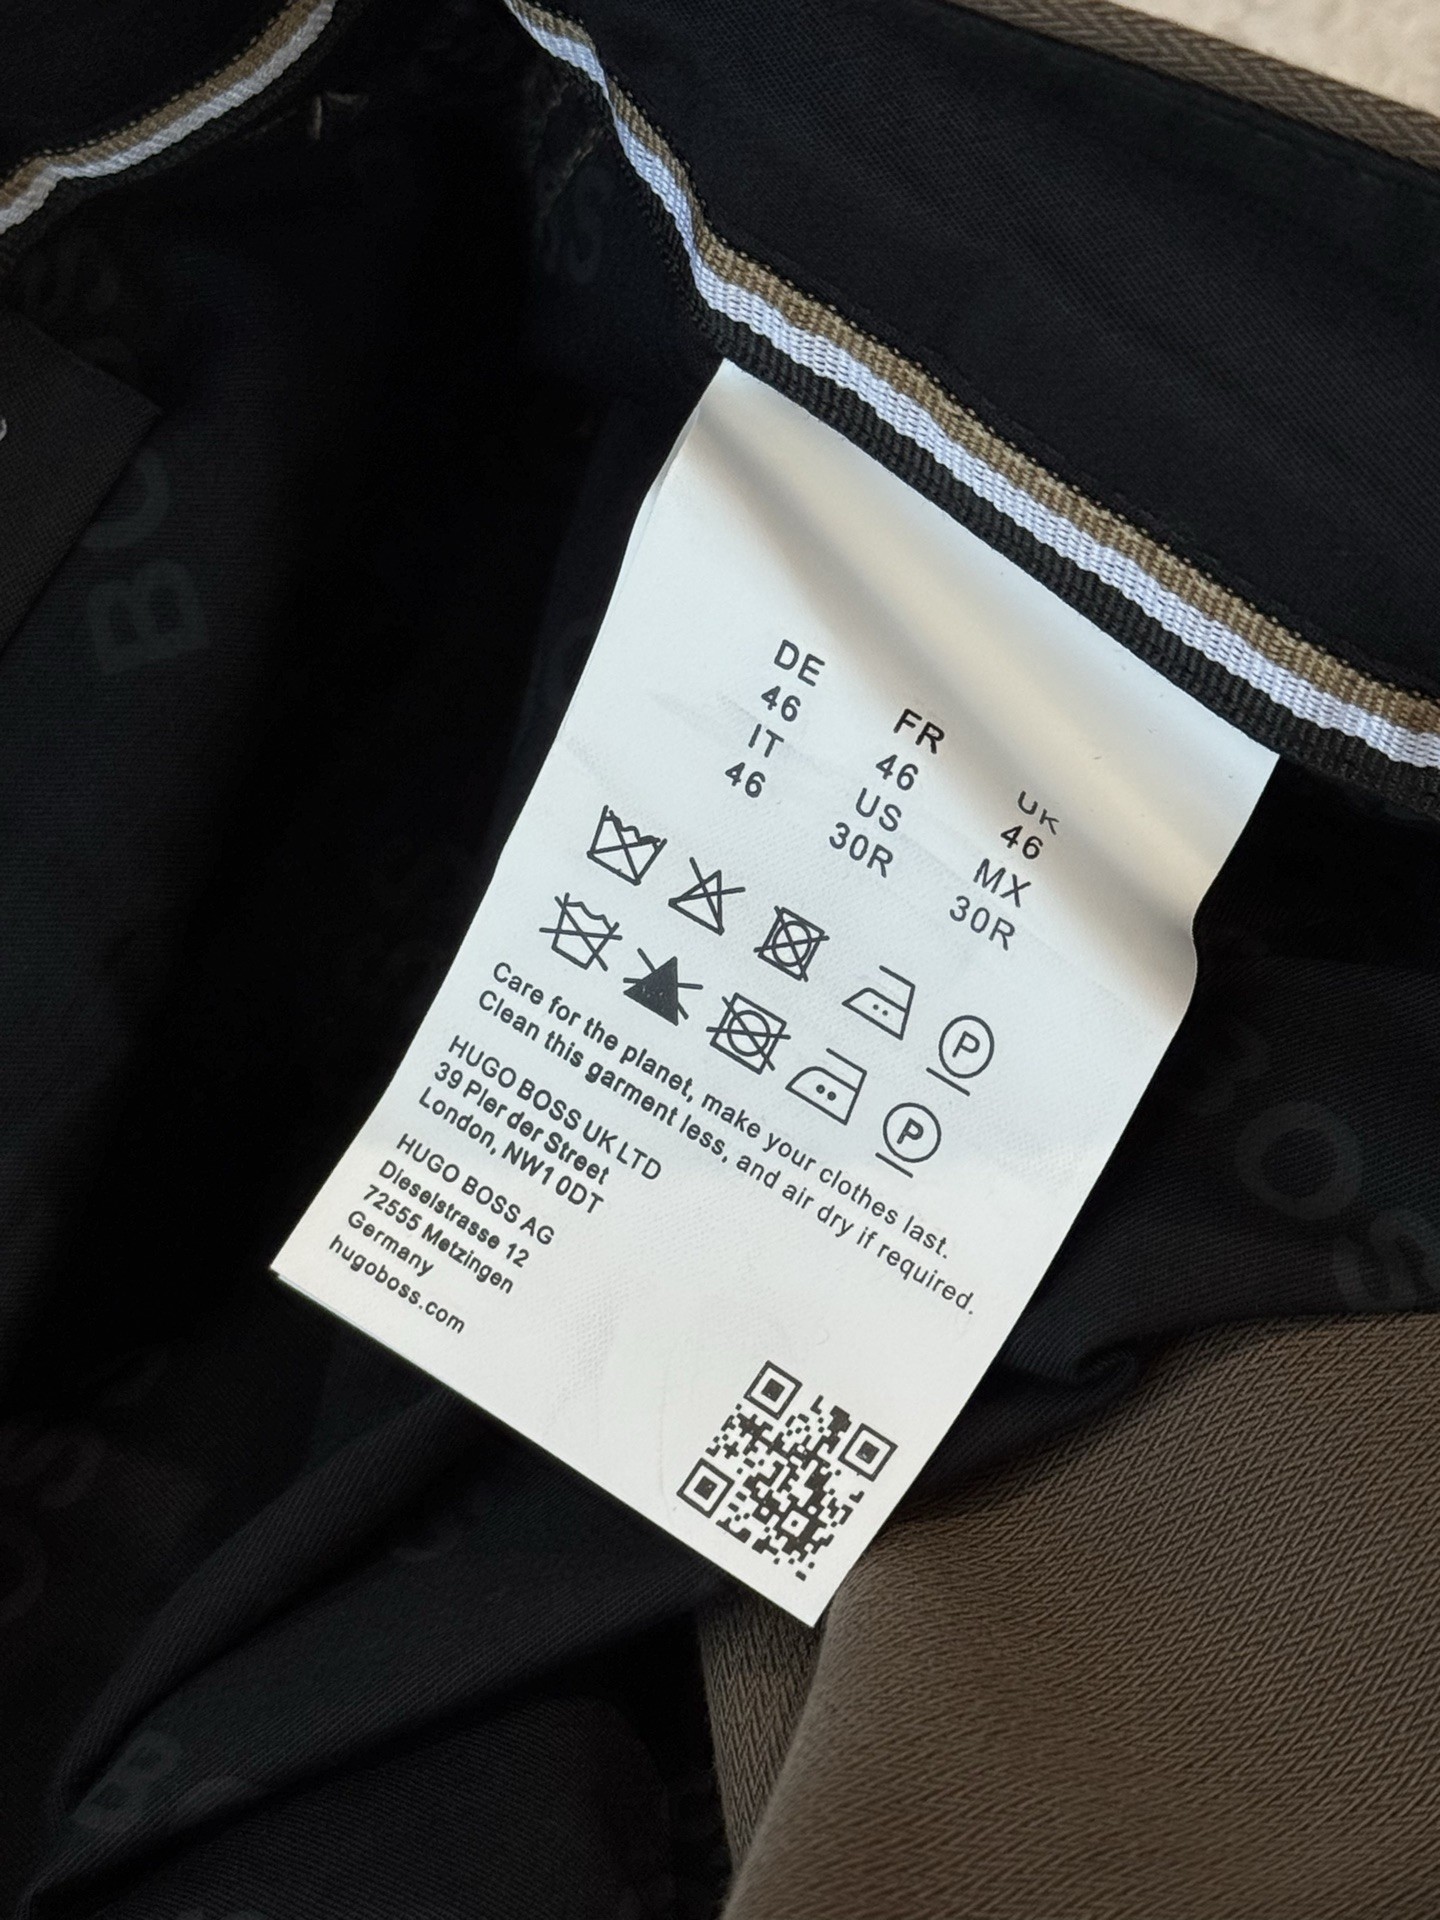 DE FR UK
46 46 46
IT US MX
46 30R 30R
P
P
Care for the planet, make your clothes last.
Clean this garment less, and air dry if required.
HUGO BOSS UK LTD
39 Pler der Street
London, NW1 0DT
HUGO BOSS AG
Dieselstrasse 12
72555 Metzingen
Germany
hugoboss.com
BO
S
O
S
B